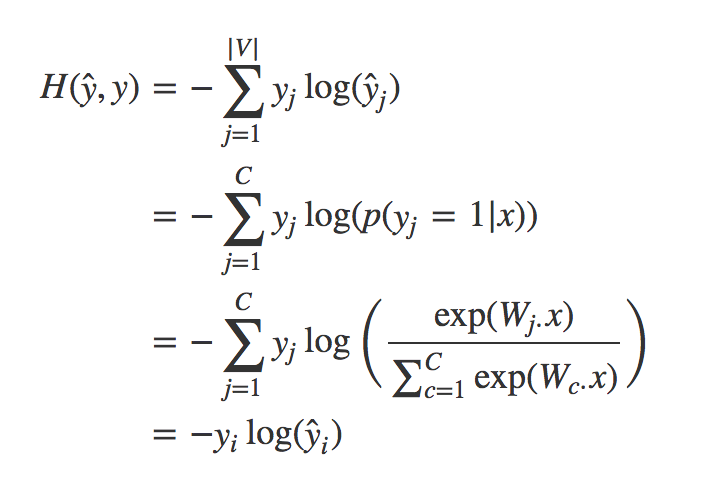 H(ŷ, y) = − ∑_{j=1}^{|V|} y_j log(ŷ_j)
= − ∑_{j=1}^{C} y_j log(p(y_j = 1|x))
= − ∑_{j=1}^{C} y_j log ( exp(W_j.x) / ∑_{c=1}^{C} exp(W_c.x) )
= −y_i log(ŷ_i)